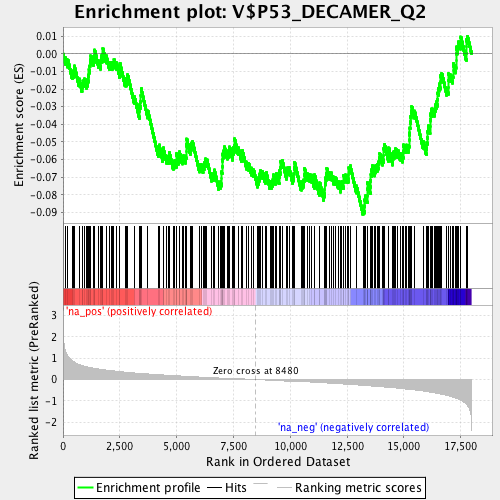 Enrichment plot: V$P53_DECAMER_Q2
Enrichment score (ES)
0.01
0.00
-0.01
-0.02
-0.03
-0.04
-0.05
-0.06
-0.07
-0.08
-0.09
Ranked list metric (PreRanked)
'na_pos' (positively correlated)
3
2
1
0
-1
-2
Zero cross at 8480
'na_neg' (negatively correlated)
0
2,500
5,000
7,500
10,000
12,500
15,000
17,500
Rank in Ordered Dataset
Enrichment profile
Hits
Ranking metric scores